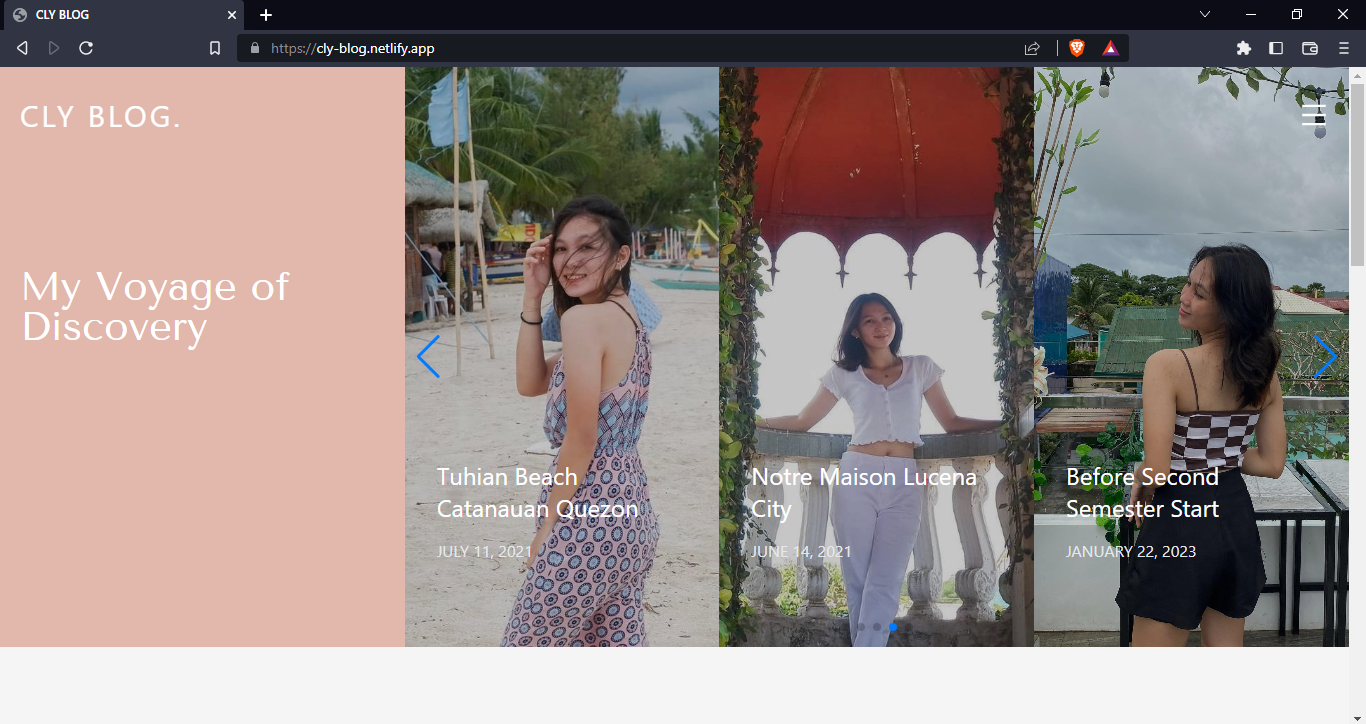 CLY BLOG
https://cly-blog.netlify.app
CLY BLOG.
My Voyage of
Discovery
Tuhian Beach
Catanauan Quezon
JULY 11, 2021
Notre Maison Lucena
City
JUNE 14, 2021
Before Second
Semester Start
JANUARY 22, 2023